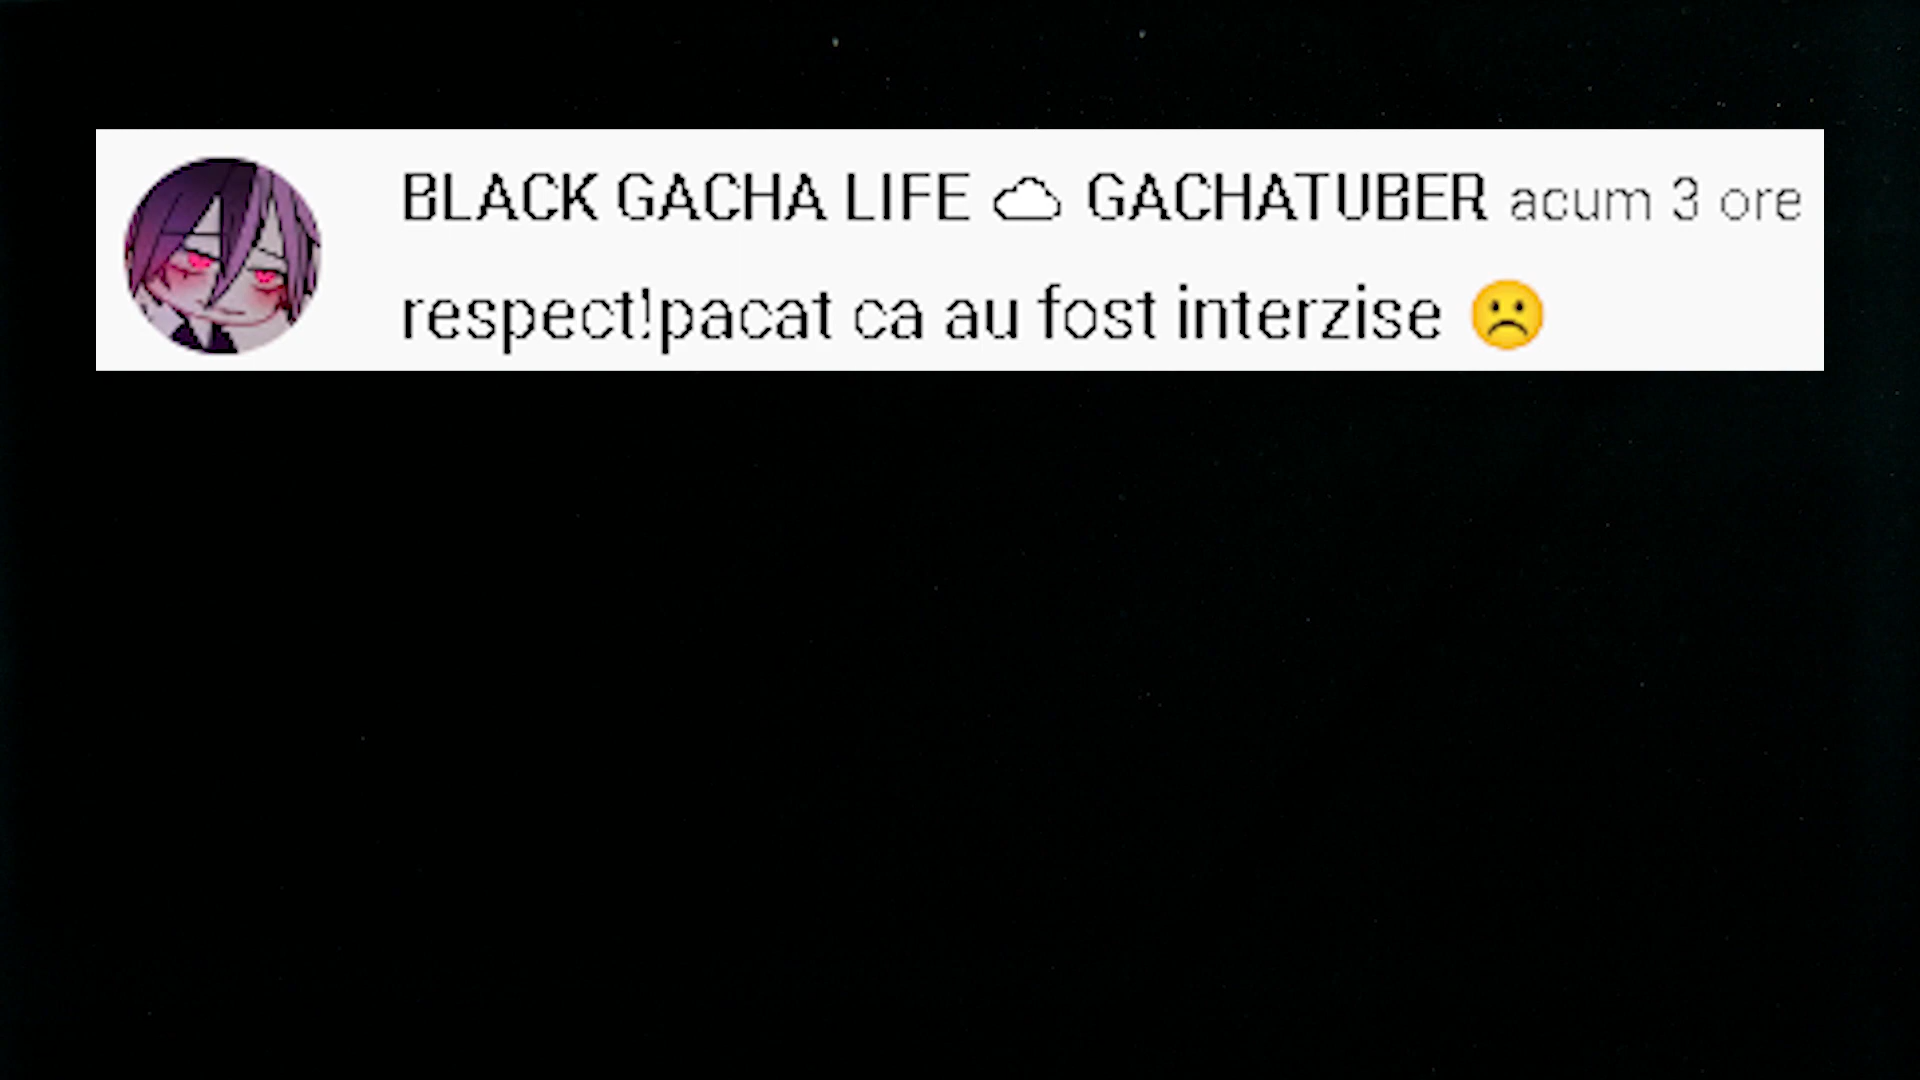 BLACK GACHA LIFE ☁ GACHATUBER acum 3 ore
respect!pacat ca au fost interzise ☹️